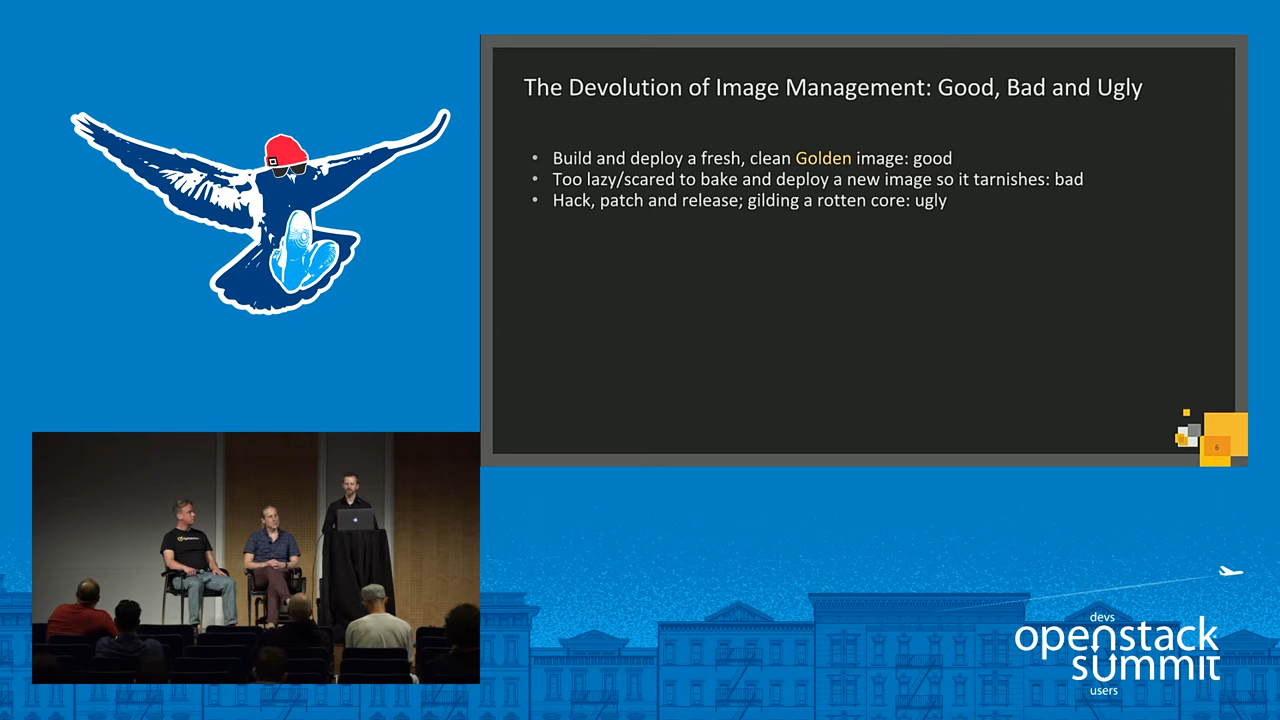 The Devolution of Image Management: Good, Bad and Ugly
• Build and deploy a fresh, clean Golden image: good
• Too lazy/scared to bake and deploy a new image so it tarnishes: bad
• Hack, patch and release; gilding a rotten core: ugly
6
devs
openstack
summit
users